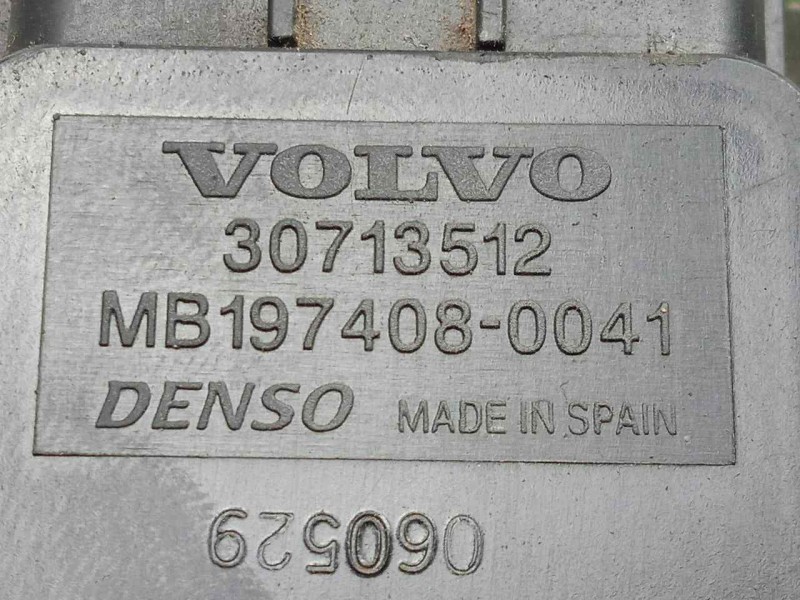 VOLVO
30713512
MB197408-0041
DENSO MADE IN SPAIN
060529